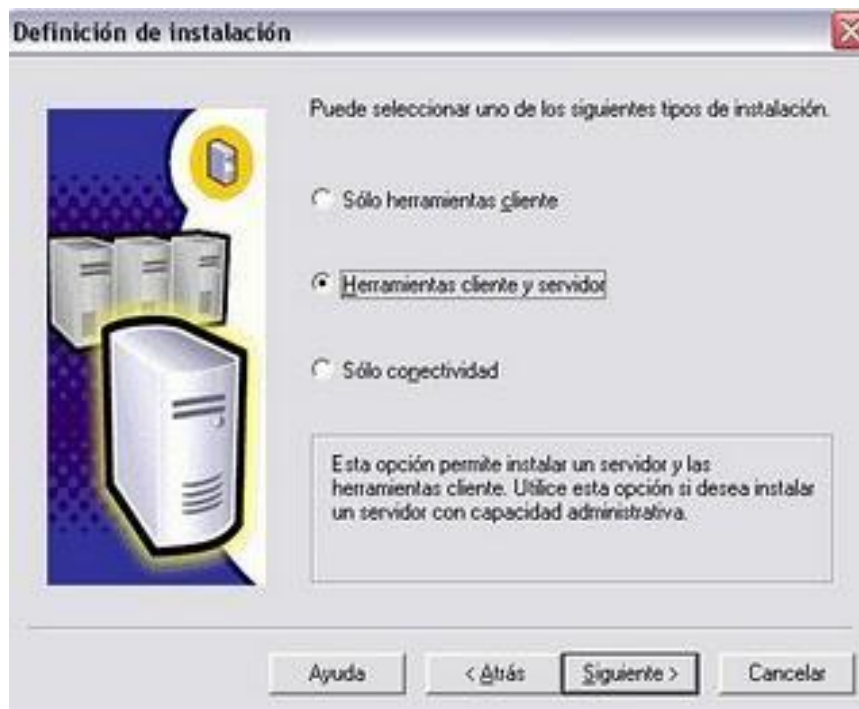 Definición de instalación
Puede seleccionar uno de los siguientes tipos de instalación.
Sólo herramientas cliente
Herramientas cliente y servidor
Sólo conectividad
Esta opción permite instalar un servidor y las
herramientas cliente. Utilice esta opción si desea instalar
un servidor con capacidad administrativa.
Ayuda
< Atrás
Siguiente >
Cancelar